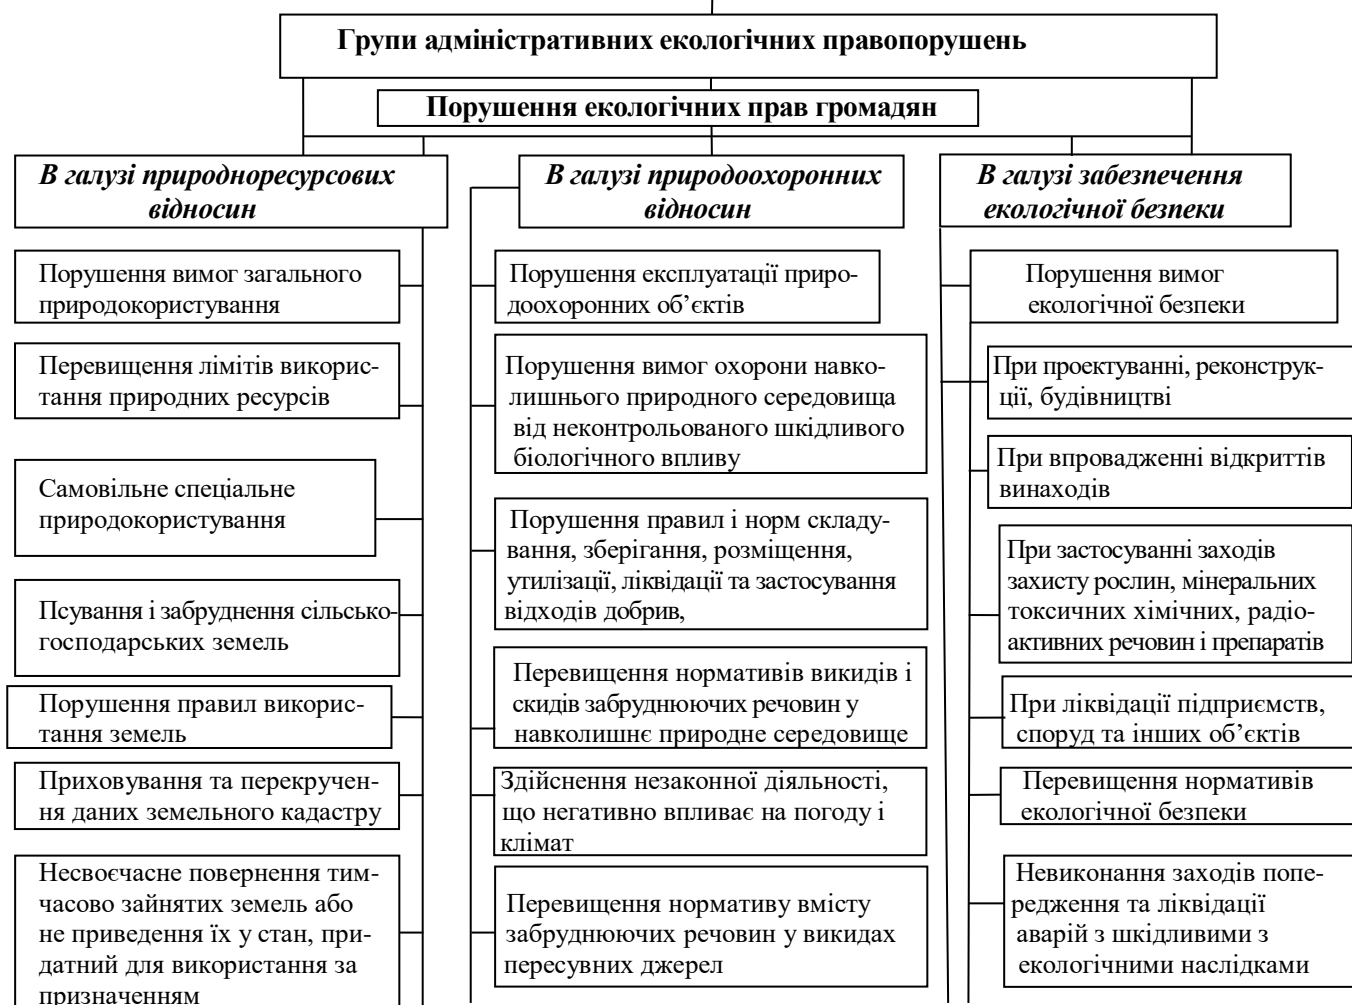 Групи адміністративних екологічних правопорушень
Порушення екологічних прав громадян
В галузі природноресурсових
відносин
Порушення вимог загального
природокористування
Перевищення лімітів викорис-
тання природних ресурсів
Самовільне спеціальне
природокористування
Псування і забруднення сільсько-
господарських земель
Порушення правил викорис-
тання земель
Приховування та перекручен-
ня даних земельного кадастру
Несвоєчасне повернення тим-
часово зайнятих земель або
не приведення їх у стан, при-
датний для використання за
призначенням
В галузі природоохоронних
відносин
Порушення експлуатації приро-
доохоронних об’єктів
Порушення вимог охорони навко-
лишнього природного середовища
від неконтрольованого шкідливого
біологічного впливу
Порушення правил і норм складу-
вання, зберігання, розміщення,
утилізації, ліквідації та застосування
відходів добрив,
Перевищення нормативів викидів і
скидів забруднюючих речовин у
навколишнє природне середовище
Здійснення незаконної діяльності,
що негативно впливає на погоду і
клімат
Перевищення нормативу вмісту
забруднюючих речовин у викидах
пересувних джерел
В галузі забезпечення
екологічної безпеки
Порушення вимог
екологічної безпеки
При проектуванні, реконструк-
ції, будівництві
При впровадженні відкриттів
винаходів
При застосуванні заходів
захисту рослин, мінеральних
токсичних хімічних, радіо-
активних речовин і препаратів
При ліквідації підприємств,
споруд та інших об’єктів
Перевищення нормативів
екологічної безпеки
Невиконання заходів попе-
редження та ліквідації
аварій з шкідливими з
екологічними наслідками